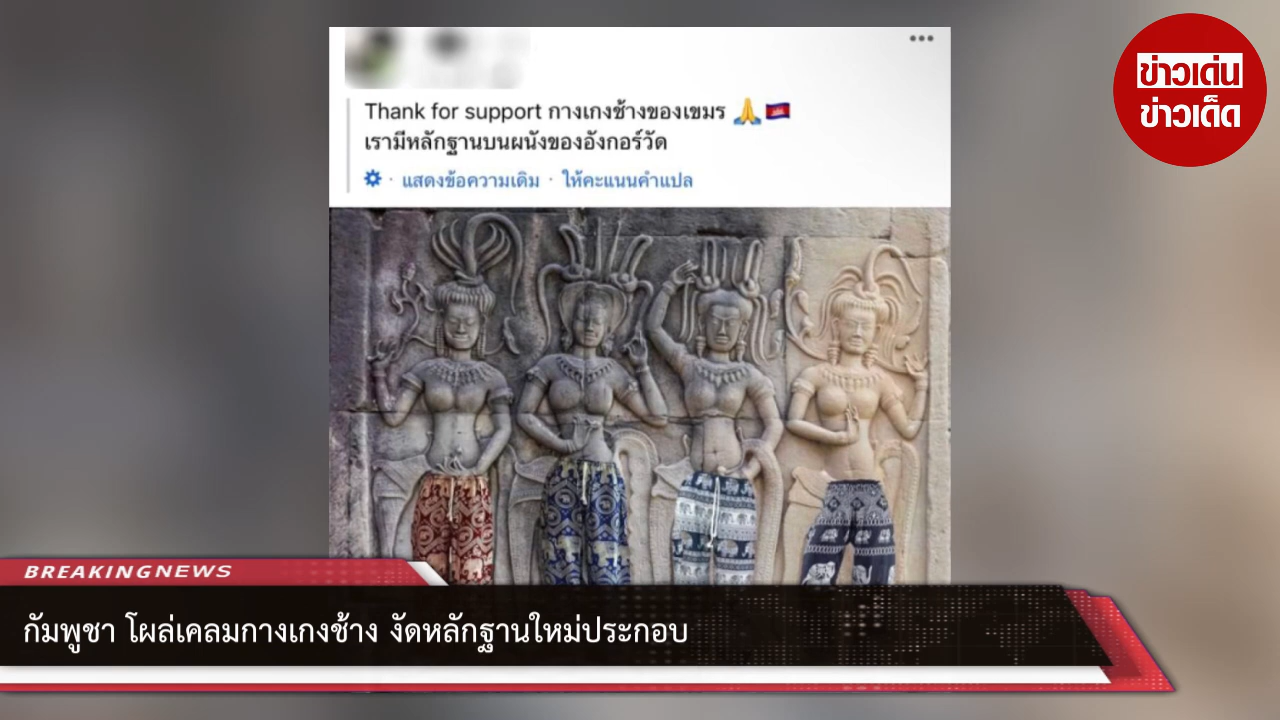 Thank for support กางเกงช้างของเขมร 🙏🇰🇭
เรามีหลักฐานบนผนังของอังกอร์วัด
· แสดงข้อความเดิม · ให้คะแนนคำแปล
ข่าวเด่น
ข่าวเด็ด
BREAKING NEWS
กัมพูชา โผล่เคลมกางเกงช้าง งัดหลักฐานใหม่ประกอบ